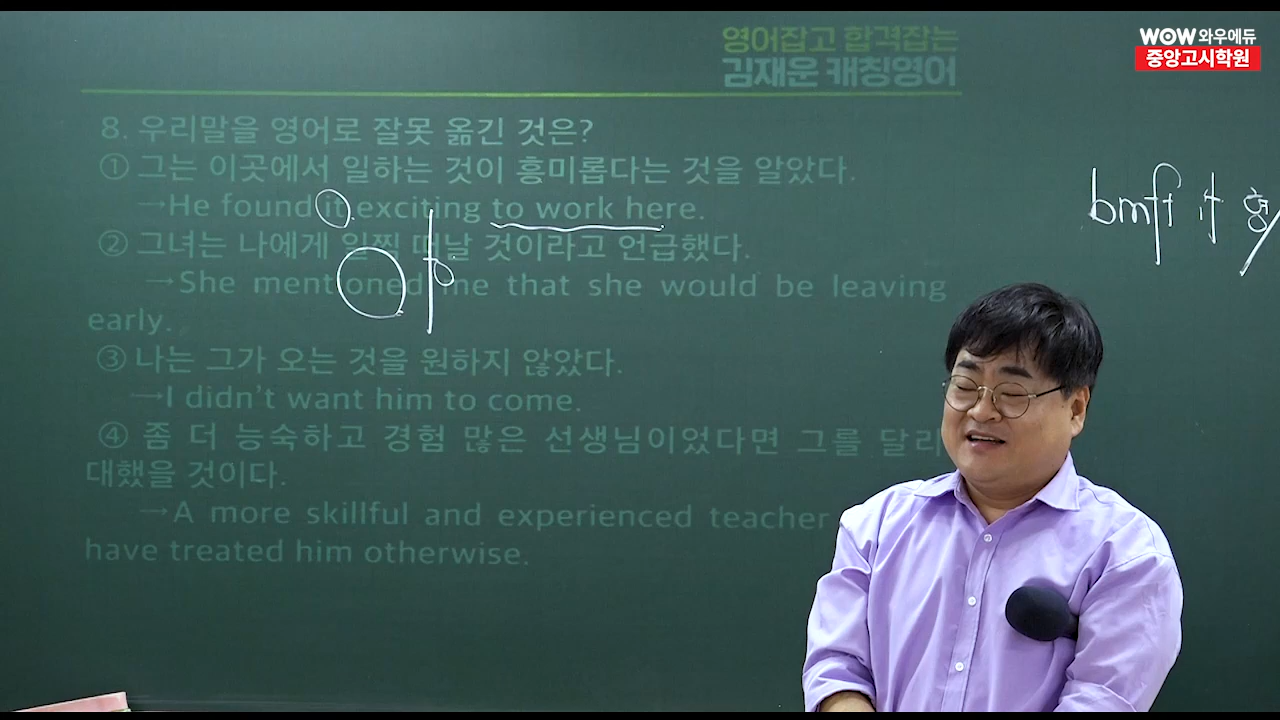 WOW 와우에듀
중앙고시학원
영어잡고 합격잡는
김재운 캐칭영어
8. 우리말을 영어로 잘못 옮긴 것은?
① 그는 이곳에서 일하는 것이 흥미롭다는 것을 알았다.
→He found it exciting to work here.
② 그녀는 나에게 일찍 떠날 것이라고 언급했다.
→She mentioned me that she would be leaving
early.
③ 나는 그가 오는 것을 원하지 않았다.
→I didn't want him to come.
④ 좀 더 능숙하고 경험 많은 선생님이었다면 그를 달리
대했을 것이다.
→A more skillful and experienced teacher
have treated him otherwise.
it